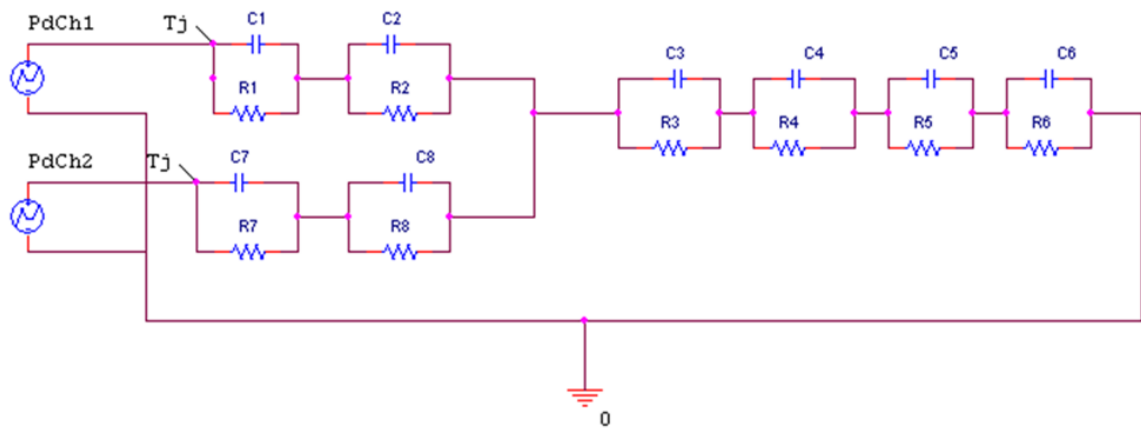 PdCh1
Tj
C1
C2
R1
R2
C3
C4
C5
C6
R3
R4
R5
R6
PdCh2
Tj
C7
C8
R7
R8
0